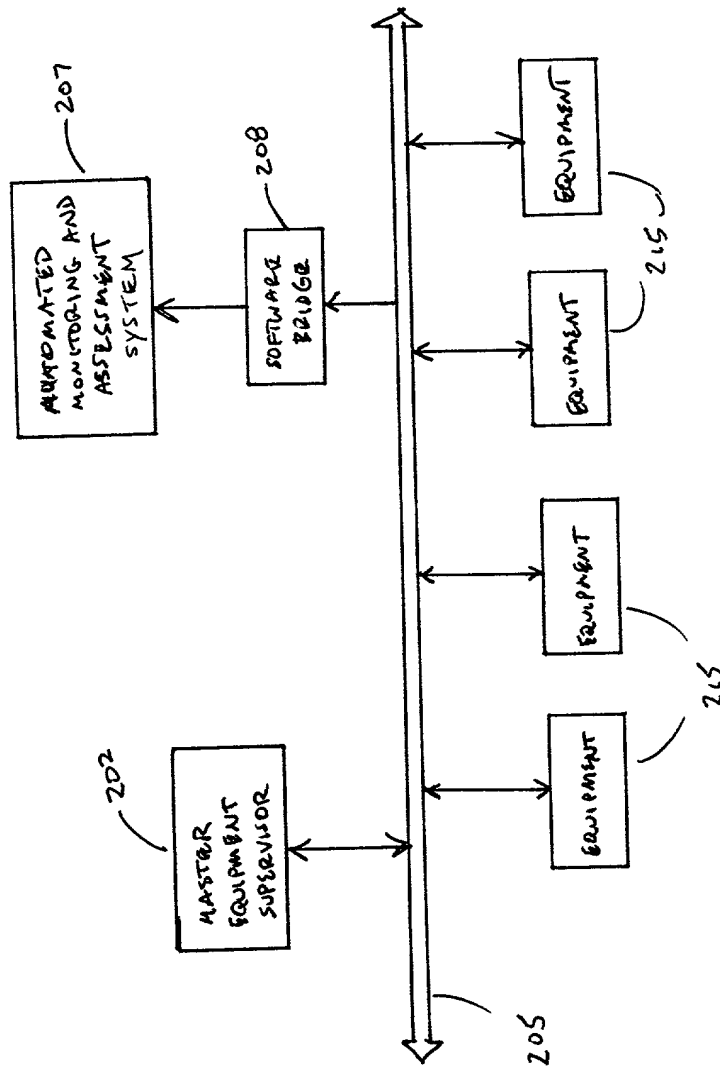 202
MASTER
EQUIPMENT
SUPERVISOR
AUTOMATED
MONITORING AND
ASSESSMENT
SYSTEM
207
SOFTWARE
BRIDGE
208
205
EQUIPMENT
EQUIPMENT
EQUIPMENT
EQUIPMENT
215
215